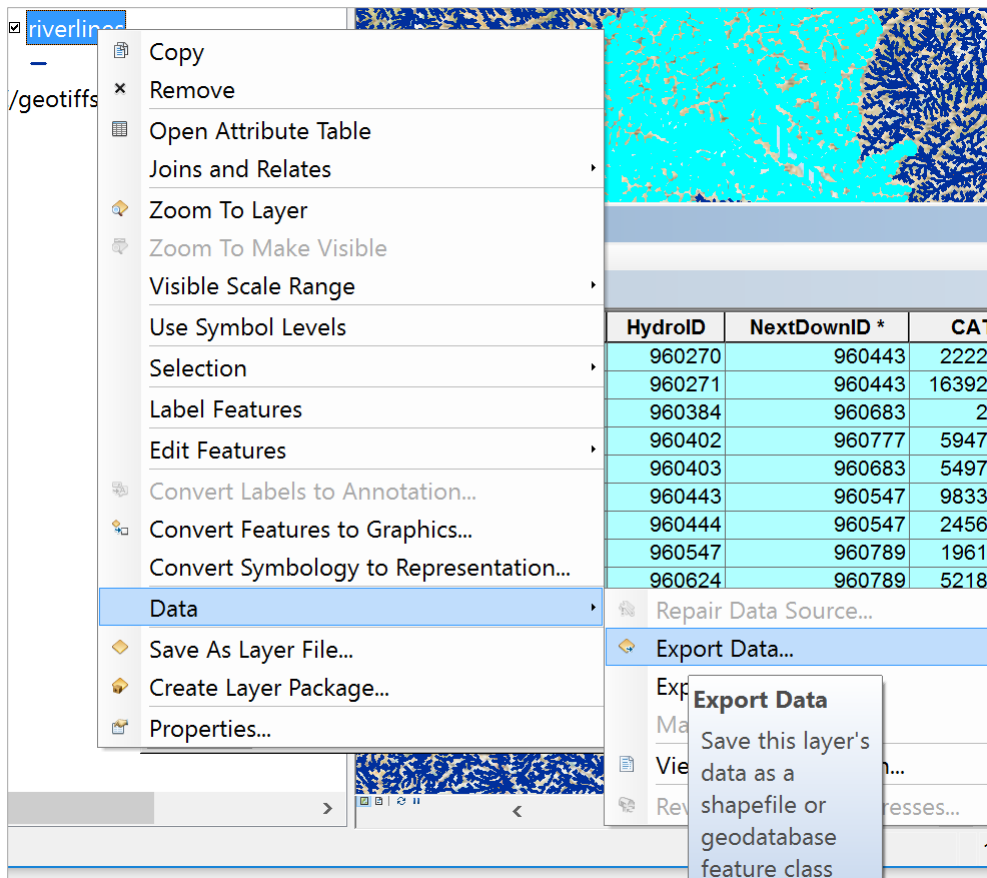 riverlines
/geotiffs
Copy
Remove
Open Attribute Table
Joins and Relates
Zoom To Layer
Zoom To Make Visible
Visible Scale Range
Use Symbol Levels
Selection
Label Features
Edit Features
Convert Labels to Annotation...
Convert Features to Graphics...
Convert Symbology to Representation...
Data
Save As Layer File...
Create Layer Package...
Properties...
HydroID NextDownID * CAT
960270 960443 2222
960271 960443 16392
960384 960683 2
960402 960777 5947
960403 960683 5497
960443 960547 9833
960444 960547 2456
960547 960789 1961
960624 960789 5218
Repair Data Source...
Export Data...
Export Data
Save this layer's
data as a
shapefile or
geodatabase
feature class